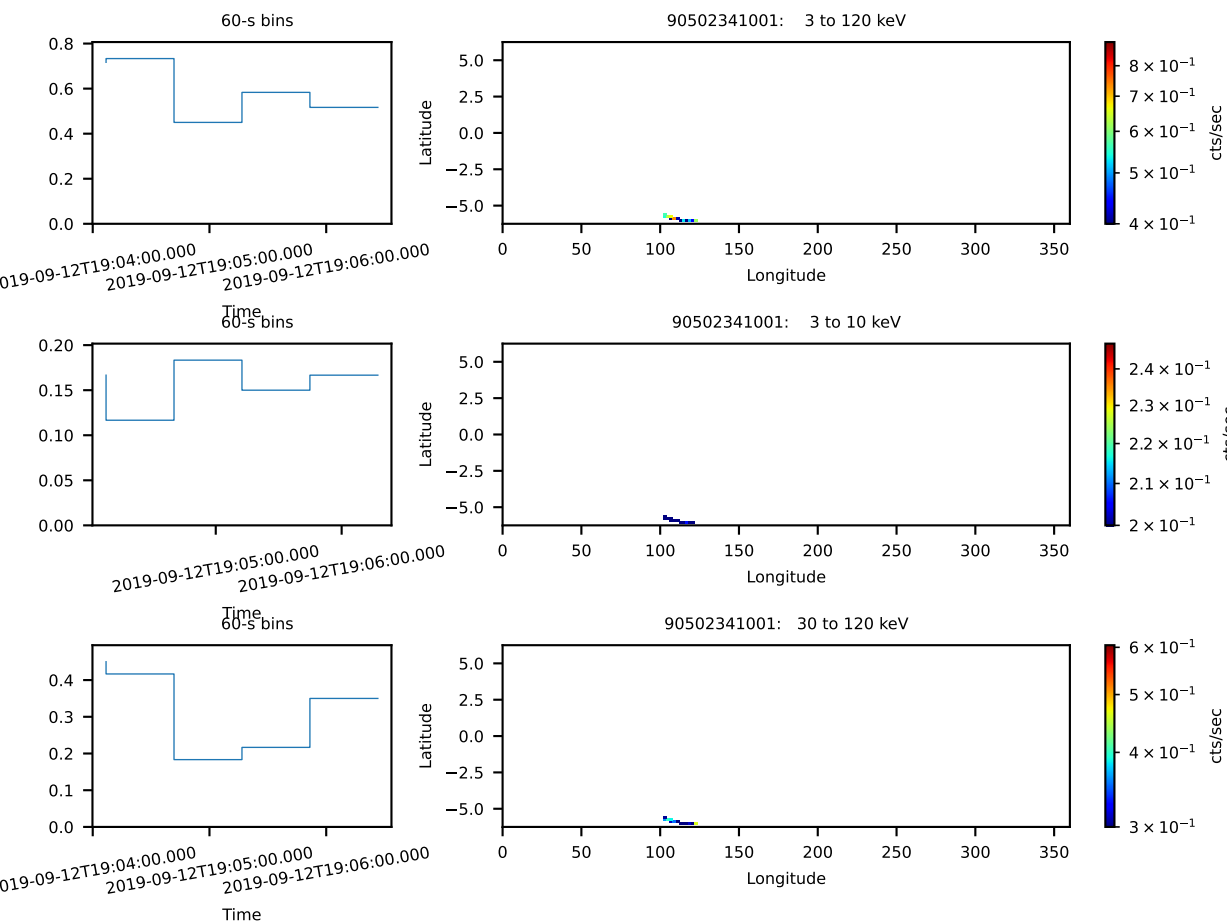 60-s bins
0.8
0.6
0.4
0.2
0.0
019-09-12T19:04:00.000
2019-09-12T19:05:00.000
2019-09-12T19:06:00.000
Time
90502341001: 3 to 120 keV
Latitude
5.0
2.5
0.0
−2.5
−5.0
0 50 100 150 200 250 300 350
Longitude
8 × 10⁻¹
7 × 10⁻¹
6 × 10⁻¹
5 × 10⁻¹
4 × 10⁻¹
cts/sec
60-s bins
0.20
0.15
0.10
0.05
0.00
2019-09-12T19:05:00.000
2019-09-12T19:06:00.000
Time
90502341001: 3 to 10 keV
Latitude
5.0
2.5
0.0
−2.5
−5.0
0 50 100 150 200 250 300 350
Longitude
2.4 × 10⁻¹
2.3 × 10⁻¹
2.2 × 10⁻¹
2.1 × 10⁻¹
2 × 10⁻¹
60-s bins
0.4
0.3
0.2
0.1
0.0
019-09-12T19:04:00.000
2019-09-12T19:05:00.000
2019-09-12T19:06:00.000
Time
90502341001: 30 to 120 keV
Latitude
5.0
2.5
0.0
−2.5
−5.0
0 50 100 150 200 250 300 350
Longitude
6 × 10⁻¹
5 × 10⁻¹
4 × 10⁻¹
3 × 10⁻¹
cts/sec